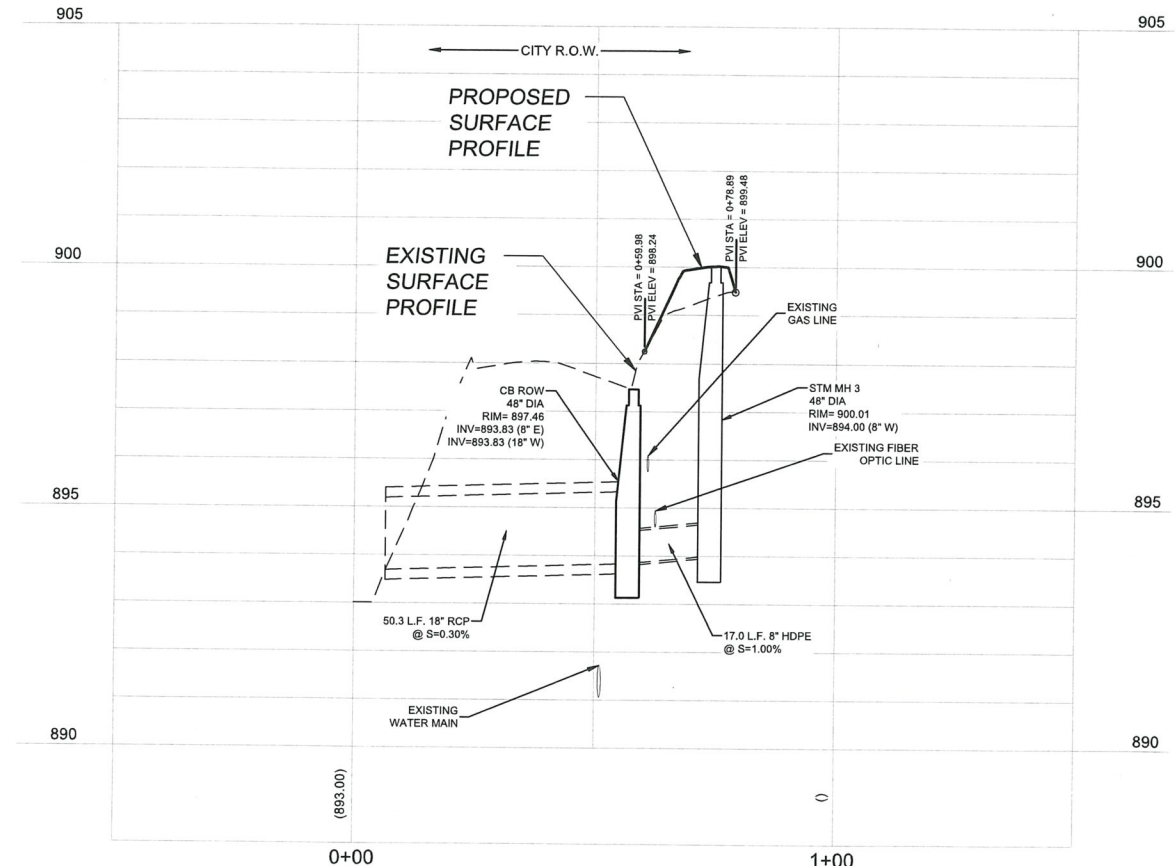 905
905
CITY R.O.W.
PROPOSED
SURFACE
PROFILE
PVI STA = 0+78.89
PVI ELEV = 899.48
900
900
EXISTING
SURFACE
PROFILE
PVI STA = 0+59.98
PVI ELEV = 898.24
EXISTING
GAS LINE
CB ROW
48" DIA
RIM= 897.46
INV=893.83 (8" E)
INV=893.83 (18" W)
STM MH 3
48" DIA
RIM= 900.01
INV=894.00 (8" W)
EXISTING FIBER
OPTIC LINE
895
895
50.3 L.F. 18" RCP
@ S=0.30%
17.0 L.F. 8" HDPE
@ S=1.00%
EXISTING
WATER MAIN
890
890
(893.00)
()
0+00
1+00